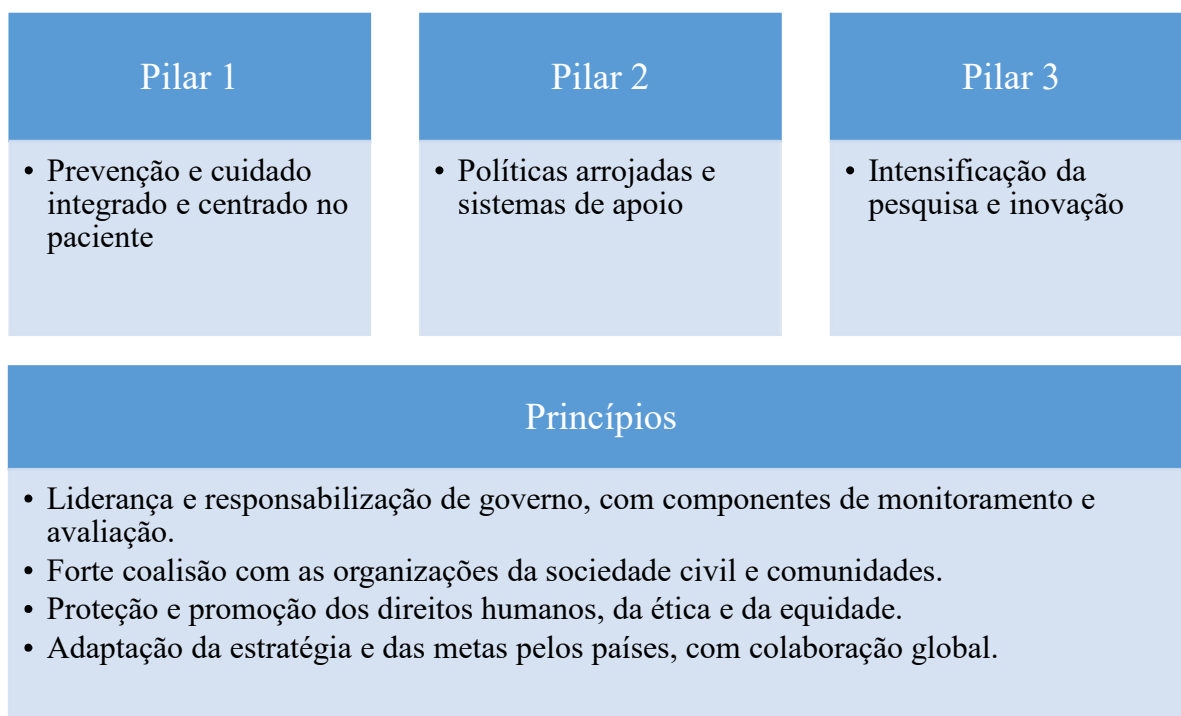 Pilar 1
• Prevenção e cuidado
integrado e centrado no
paciente
Pilar 2
• Políticas arrojadas e
sistemas de apoio
Pilar 3
• Intensificação da
pesquisa e inovação
Princípios
• Liderança e responsabilização de governo, com componentes de monitoramento e
avaliação.
• Forte coalisão com as organizações da sociedade civil e comunidades.
• Proteção e promoção dos direitos humanos, da ética e da equidade.
• Adaptação da estratégia e das metas pelos países, com colaboração global.